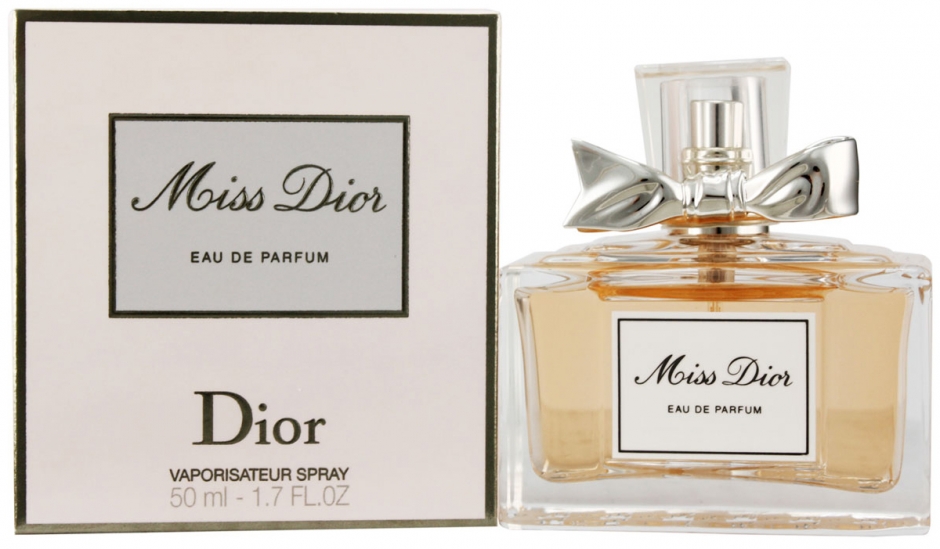 Miss Dior
EAU DE PARFUM
Dior
VAPORISATEUR SPRAY
50 ml - 1.7 FL.OZ
Miss Dior
EAU DE PARFUM